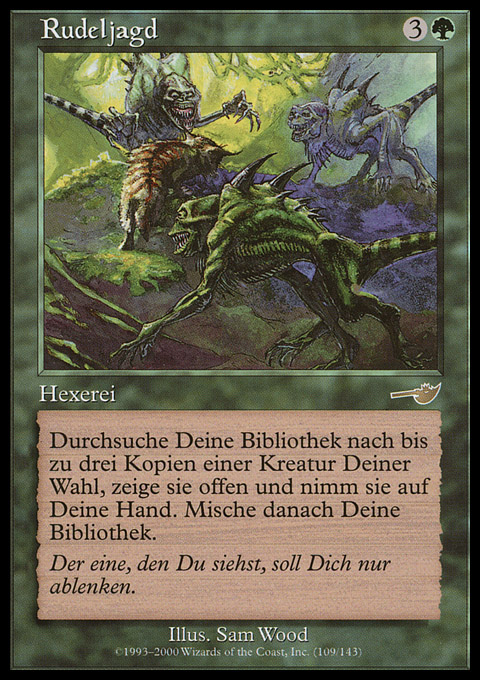 Rudeljagd 3
Hexerei
Durchsuche Deine Bibliothek nach bis
zu drei Kopien einer Kreatur Deiner
Wahl, zeige sie offen und nimm sie auf
Deine Hand. Mische danach Deine
Bibliothek.
Der eine, den Du siehst, soll Dich nur
ablenken.
Illus. Sam Wood
©1993–2000 Wizards of the Coast, Inc. (109/143)